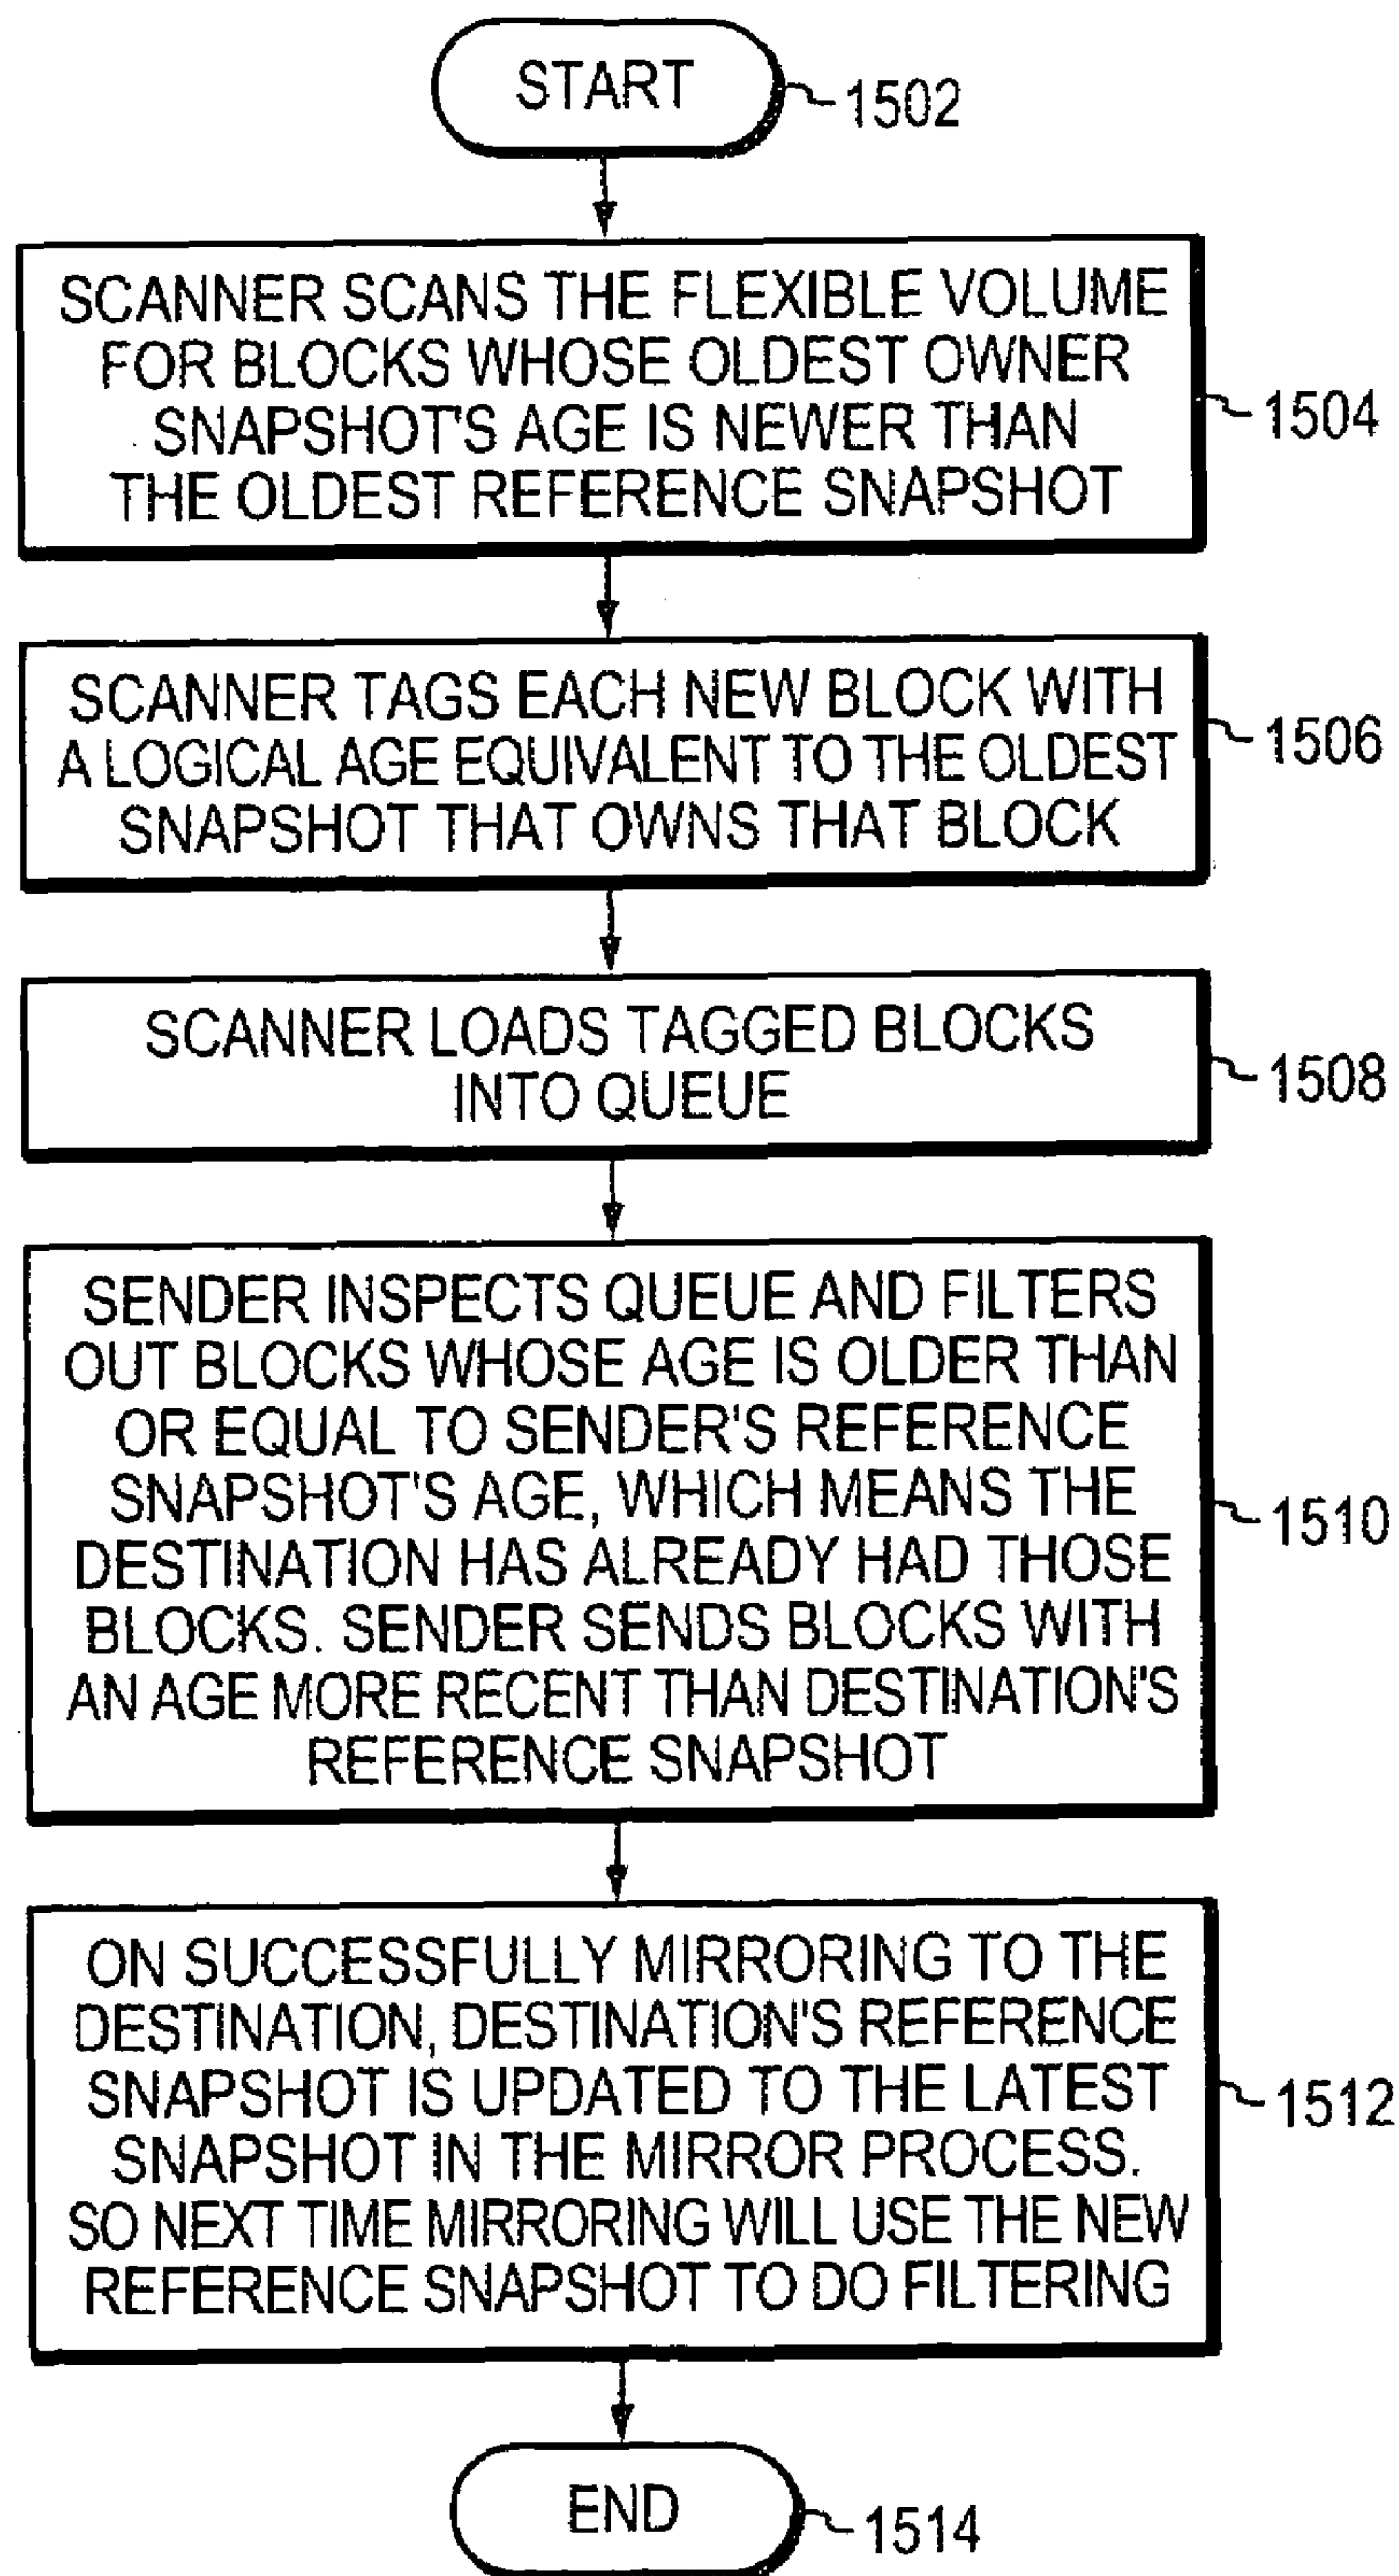 START
1502
SCANNER SCANS THE FLEXIBLE VOLUME
FOR BLOCKS WHOSE OLDEST OWNER
SNAPSHOT'S AGE IS NEWER THAN
THE OLDEST REFERENCE SNAPSHOT
1504
SCANNER TAGS EACH NEW BLOCK WITH
A LOGICAL AGE EQUIVALENT TO THE OLDEST
SNAPSHOT THAT OWNS THAT BLOCK
1506
SCANNER LOADS TAGGED BLOCKS
INTO QUEUE
1508
SENDER INSPECTS QUEUE AND FILTERS
OUT BLOCKS WHOSE AGE IS OLDER THAN
OR EQUAL TO SENDER'S REFERENCE
SNAPSHOT'S AGE, WHICH MEANS THE
DESTINATION HAS ALREADY HAD THOSE
BLOCKS. SENDER SENDS BLOCKS WITH
AN AGE MORE RECENT THAN DESTINATION'S
REFERENCE SNAPSHOT
1510
ON SUCCESSFULLY MIRRORING TO THE
DESTINATION, DESTINATION'S REFERENCE
SNAPSHOT IS UPDATED TO THE LATEST
SNAPSHOT IN THE MIRROR PROCESS.
SO NEXT TIME MIRRORING WILL USE THE NEW
REFERENCE SNAPSHOT TO DO FILTERING
1512
END
1514